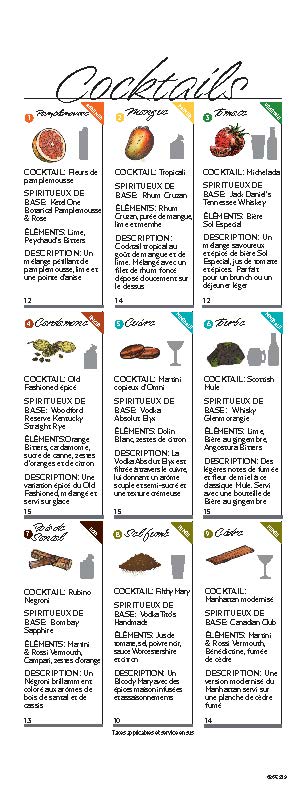 Cocktails
1 Pamplemousse
COCKTAIL: Fleurs de
pamplemousse
SPIRITUEUX DE
BASE: Ketel One
Botanical Pamplemousse
& Rose
ÉLÉMENTS: Lime,
Peychaud's Bitters
DESCRIPTION: Un
mélange pétillant de
pamplemousse, lime et
une pointe d'anise
12
2 Mangue
COCKTAIL: Tropicali
SPIRITUEUX DE
BASE: Rhum Cruzan
ÉLÉMENTS: Rhum
Cruzan, purée de mangue,
lime et menthe
DESCRIPTION:
Cocktail tropical au
goût de mangue et de
lime. Mélangé avec un
filet de rhum foncé
déposé doucement sur
le dessus
14
3 Tomate
COCKTAIL: Michelada
SPIRITUEUX DE
BASE: Jack Daniel's
Tennessee Whiskey
ÉLÉMENTS: Bière
Sol Especial
DESCRIPTION: Un
mélange savoureux
et épicé de bière Sol
Especial, jus de tomate
et épices. Parfait
pour un brunch ou un
déjeuner léger
12
4 Cardamome
COCKTAIL: Old
Fashioned épicé
SPIRITUEUX DE
BASE: Woodford
Reserve Kentucky
Straight Rye
ÉLÉMENTS:Orange
Bitters, cardamome,
sucre de canne, zestes
d'oranges et de citron
DESCRIPTION: Une
variation épicé du Old
Fashioned, mélangé et
servi sur glace
15
5 Cuivre
COCKTAIL: Martini
copieux d'Omni
SPIRITUEUX DE
BASE: Vodka
Absolut Elyx
ÉLÉMENTS: Dolin
Blanc, zestes de citron
DESCRIPTION: La
Vodka Absolut Elyx est
filtrée à travers le cuivre,
lui donnant un arôme
souple et semi-sucré et
une texture crémeuse
15
6 Tourbe
COCKTAIL: Scottish
Mule
SPIRITUEUX DE
BASE: Whisky
Glenmorangie
ÉLÉMENTS: Lime,
Bière au gingembre,
Angostura Bitters
DESCRIPTION: Des
légères notes de fumée
et fleur de miel à ce
classique Mule. Servi
avec une bouteille de
Bière au gingembre
15
7 Bois de
Santal
COCKTAIL: Rubino
Negroni
SPIRITUEUX DE
BASE: Bombay
Sapphire
ÉLÉMENTS: Martini
& Rossi Vermouth,
Campari, zestes d'orange
DESCRIPTION: Un
Négroni brillamment
coloré aux arômes de
bois de santal et de
cassis
13
8 Sel fumé
COCKTAIL: Filthy Mary
SPIRITUEUX DE
BASE: Vodka Tito's
Handmade
ÉLÉMENTS: Jus de
tomate, sel, poivre noir,
sauce Worcestershire
et citron
DESCRIPTION: Un
Bloody Mary avec des
épices maison infusées
et assaisonnements
10
9 Cèdre
COCKTAIL:
Manhattan modernisé
SPIRITUEUX DE
BASE: Canadian Club
ÉLÉMENTS: Martini
& Rossi Vermouth,
Bénédictine, fumée
de cèdre
DESCRIPTION: Une
version modernisé du
Manhattan servi sur
une planche de cèdre
fumé
14
Taxes applicables et service en sus